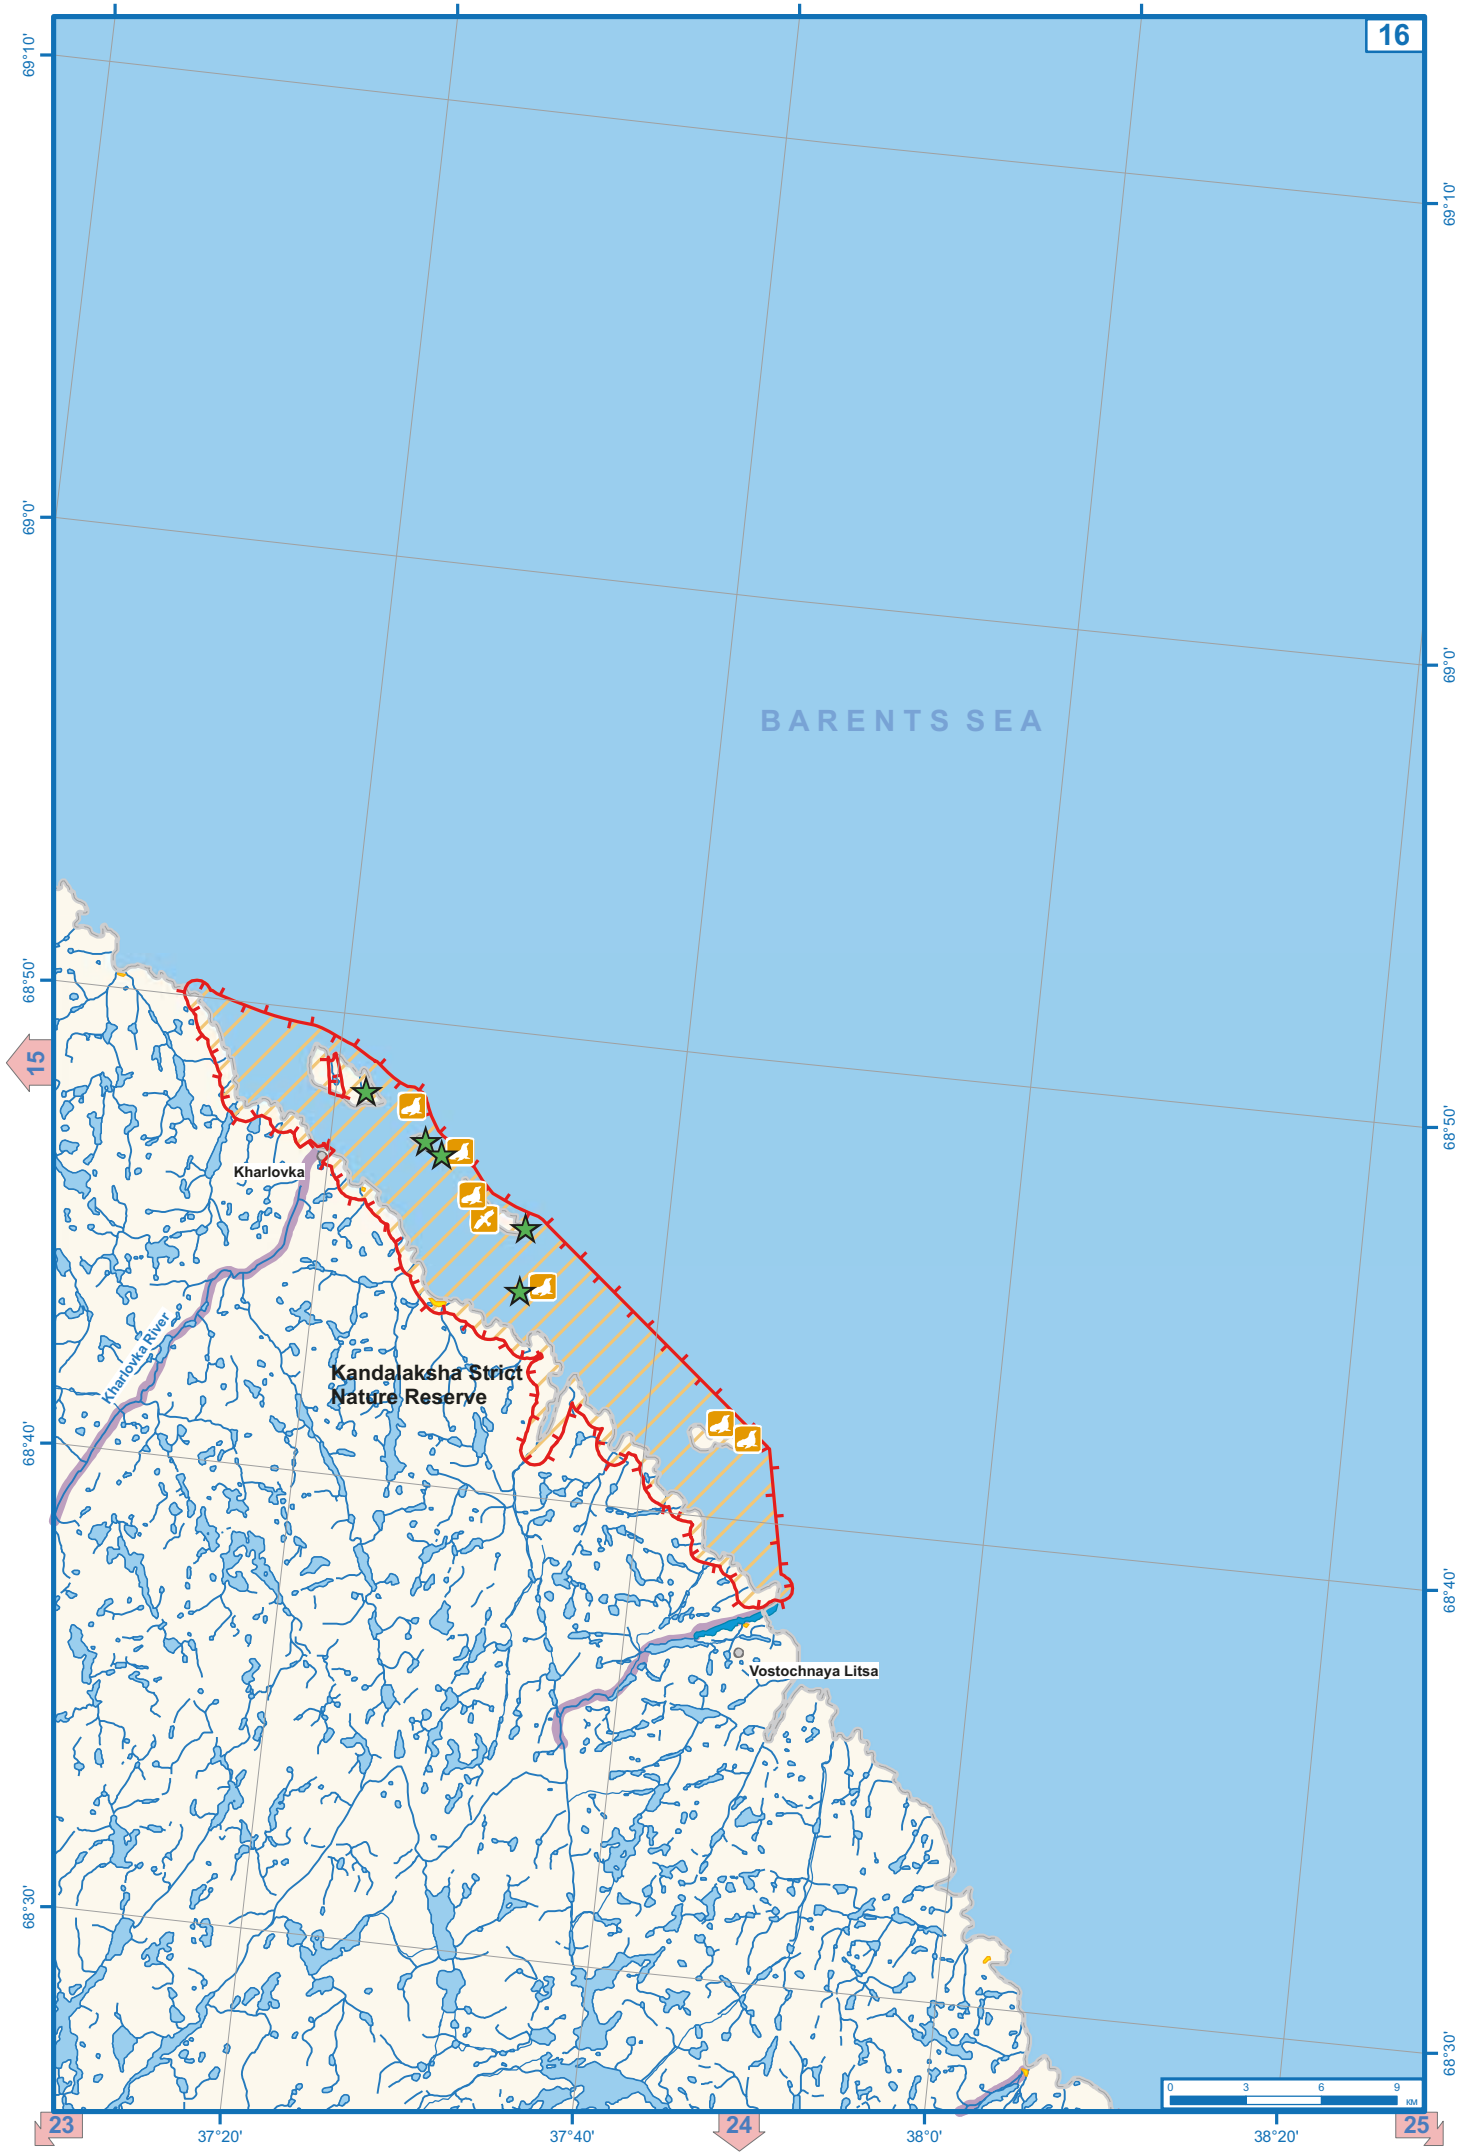 16
69°10'
69°10'
69°0'
69°0'
BARENTS SEA
68°50'
15
68°50'
Kharlovka
Kharlovka River
Kandalaksha Strict
Nature Reserve
68°40'
68°40'
Vostochnaya Litsa
68°30'
68°30'
0 3 6 9
КМ
23
24
25
37°20'
37°40'
38°0'
38°20'